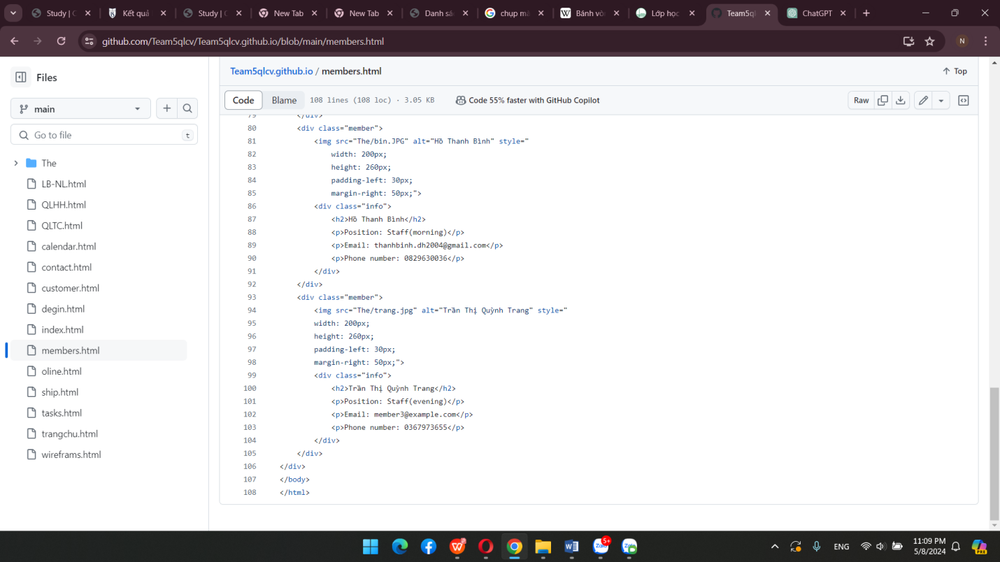 Study | G
Kết quả
Study | G
New Tab
New Tab
Danh sá
chụp mà
Bánh vò
Lớp học
Team5ql
ChatGPT
github.com/Team5qlcv/Team5qlcv.github.io/blob/main/members.html
N
Files
main
Go to file
t
The
LB-NL.html
QLHH.html
QLTC.html
calendar.html
contact.html
customer.html
degin.html
index.html
members.html
oline.html
ship.html
tasks.html
trangchu.html
wireframs.html
Team5qlcv.github.io / members.html
Top
Code Blame 108 lines (108 loc) · 3.05 KB Code 55% faster with GitHub Copilot
Raw
79 </div>
80 <div class="member">
81 <img src="The/bin.JPG" alt="Hồ Thanh Bình" style="
82 width: 200px;
83 height: 260px;
84 padding-left: 30px;
85 margin-right: 50px;">
86 <div class="info">
87 <h2>Hồ Thanh Bình</h2>
88 <p>Position: Staff(morning)</p>
89 <p>Email: thanhbinh.dh2004@gmail.com</p>
90 <p>Phone number: 0829630036</p>
91 </div>
92 </div>
93 <div class="member">
94 <img src="The/trang.jpg" alt="Trần Thị Quỳnh Trang" style="
95 width: 200px;
96 height: 260px;
97 padding-left: 30px;
98 margin-right: 50px;">
99 <div class="info">
100 <h2>Trần Thị Quỳnh Trang</h2>
101 <p>Position: Staff(evening)</p>
102 <p>Email: member3@example.com</p>
103 <p>Phone number: 0367973655</p>
104 </div>
105 </div>
106 </div>
107 </body>
108 </html>
5+
Zalo
ENG
11:09 PM
5/8/2024
PRE